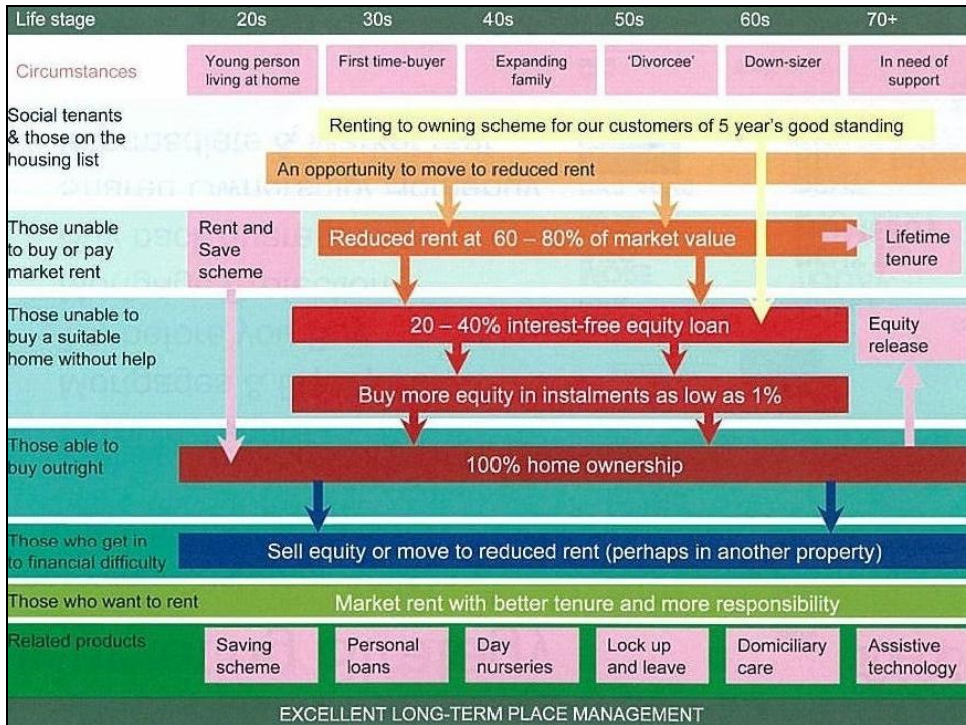 Life stage 20s 30s 40s 50s 60s 70+
Circumstances
Young person
living at home
First time-buyer
Expanding
family
'Divorcee'
Down-sizer
In need of
support
Social tenants
& those on the
housing list
Renting to owning scheme for our customers of 5 year's good standing
An opportunity to move to reduced rent
Those unable
to buy or pay
market rent
Rent and
Save
scheme
Reduced rent at 60 – 80% of market value
Lifetime
tenure
Those unable to
buy a suitable
home without help
20 – 40% interest-free equity loan
Equity
release
Buy more equity in instalments as low as 1%
Those able to
buy outright
100% home ownership
Those who get in
to financial difficulty
Sell equity or move to reduced rent (perhaps in another property)
Those who want to rent
Market rent with better tenure and more responsibility
Related products
Saving
scheme
Personal
loans
Day
nurseries
Lock up
and leave
Domiciliary
care
Assistive
technology
EXCELLENT LONG-TERM PLACE MANAGEMENT